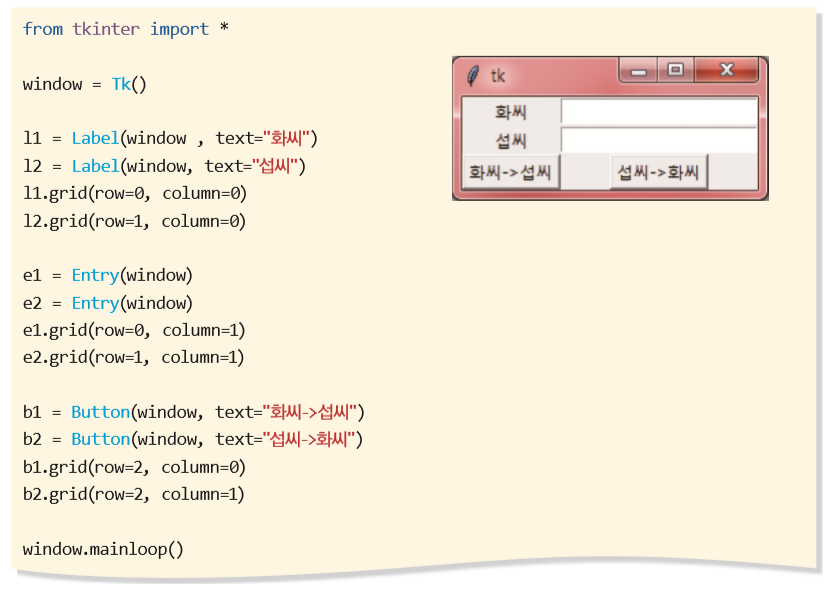 from tkinter import *
window = Tk()
l1 = Label(window , text="화씨")
l2 = Label(window, text="섭씨")
l1.grid(row=0, column=0)
l2.grid(row=1, column=0)
e1 = Entry(window)
e2 = Entry(window)
e1.grid(row=0, column=1)
e2.grid(row=1, column=1)
b1 = Button(window, text="화씨->섭씨")
b2 = Button(window, text="섭씨->화씨")
b1.grid(row=2, column=0)
b2.grid(row=2, column=1)
window.mainloop()
tk
화씨
섭씨
화씨->섭씨 섭씨->화씨